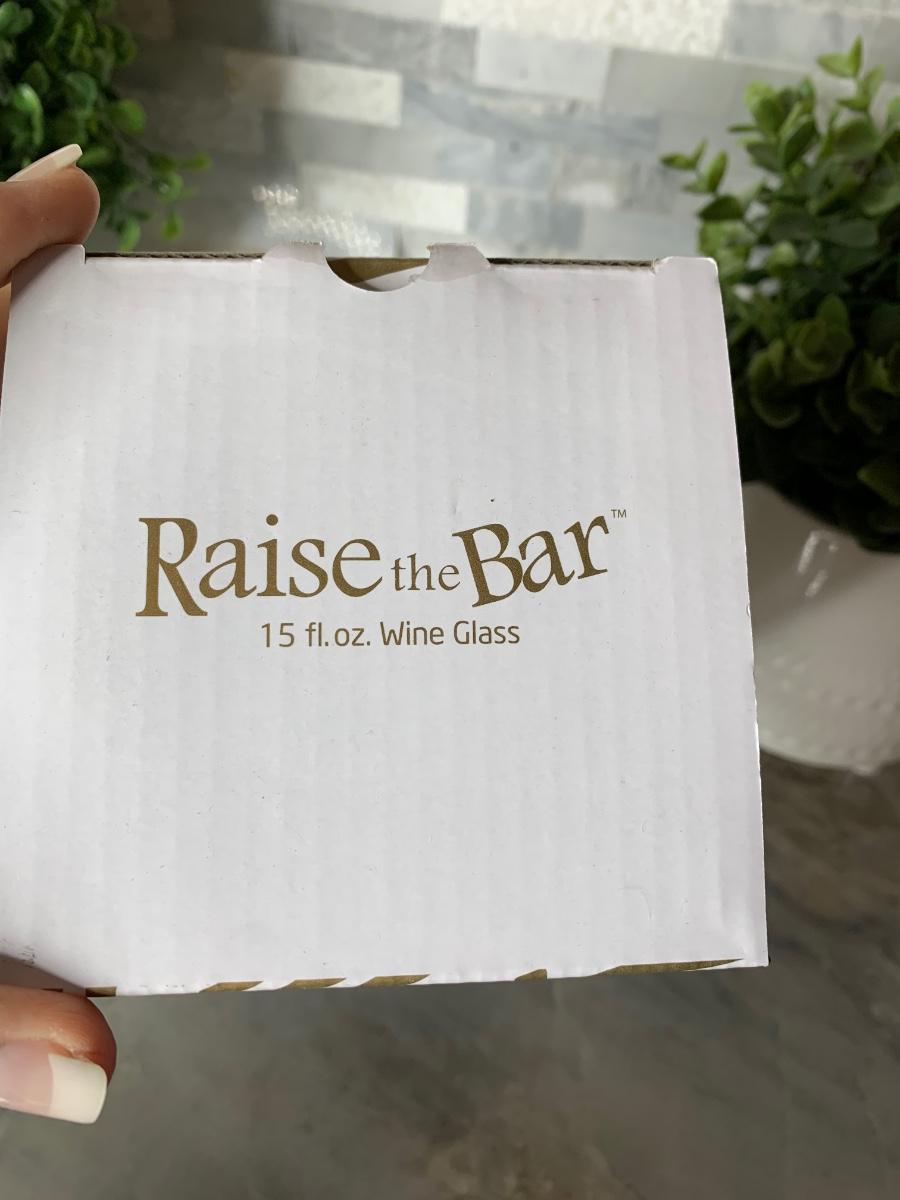 Raise the Bar™
15 fl.oz. Wine Glass